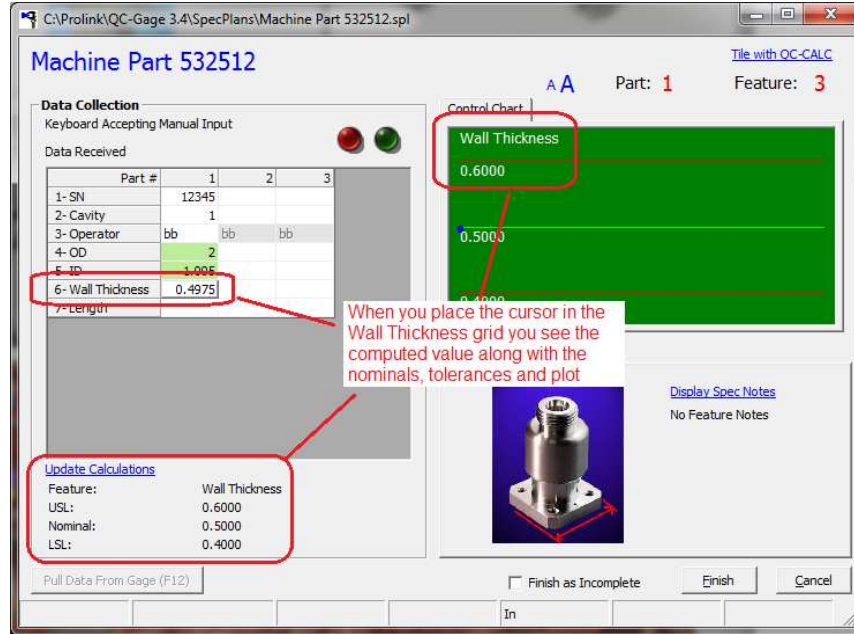 C:\Prolink\QC-Gage 3.4\SpecPlans\Machine Part 532512.spl
Machine Part 532512
Tile with QC-CALC
A A Part: 1 Feature: 3
Data Collection
Keyboard Accepting Manual Input
Data Received
Part # 1 2 3
1- SN 12345
2- Cavity 1
3- Operator bb bb bb
4- OD 2
5- ID 1.005
6- Wall Thickness 0.4975
7- Length
Control Chart
Wall Thickness
0.6000
0.5000
0.4000
When you place the cursor in the
Wall Thickness grid you see the
computed value along with the
nominals, tolerances and plot
Display Spec Notes
No Feature Notes
Update Calculations
Feature: Wall Thickness
USL: 0.6000
Nominal: 0.5000
LSL: 0.4000
Pull Data From Gage (F12)
Finish as Incomplete
Finish
Cancel
In